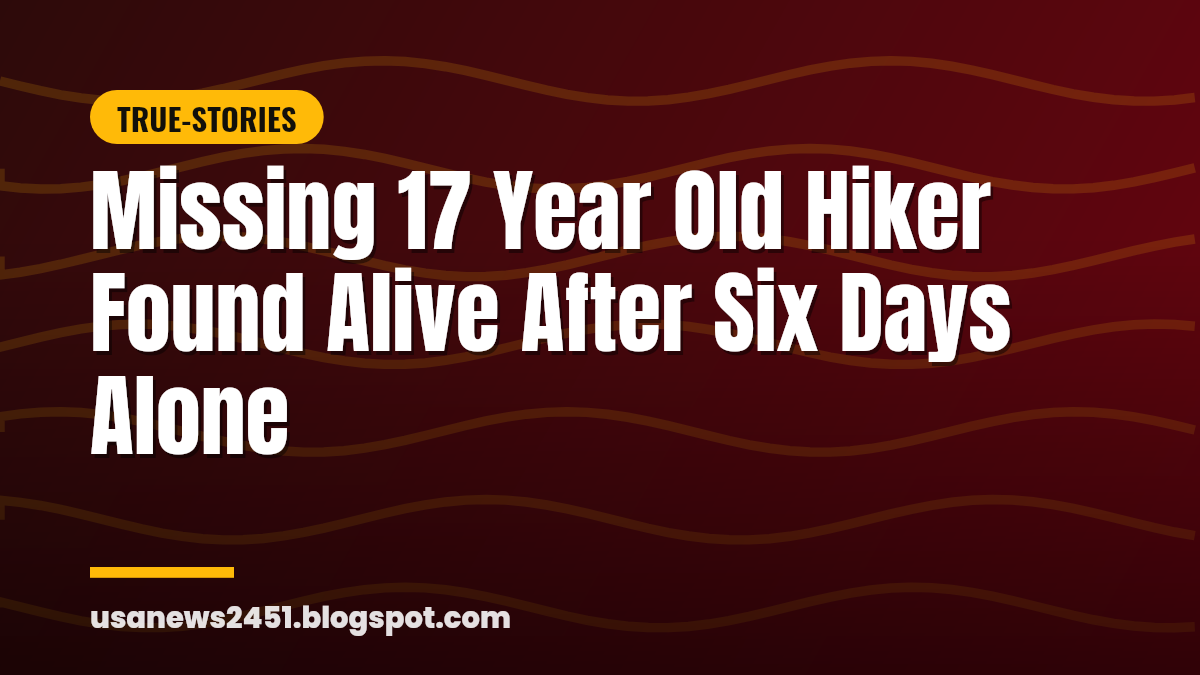 TRUE-STORIES
Missing 17 Year Old Hiker
Found Alive After Six Days
Alone
usanews2451.blogspot.com